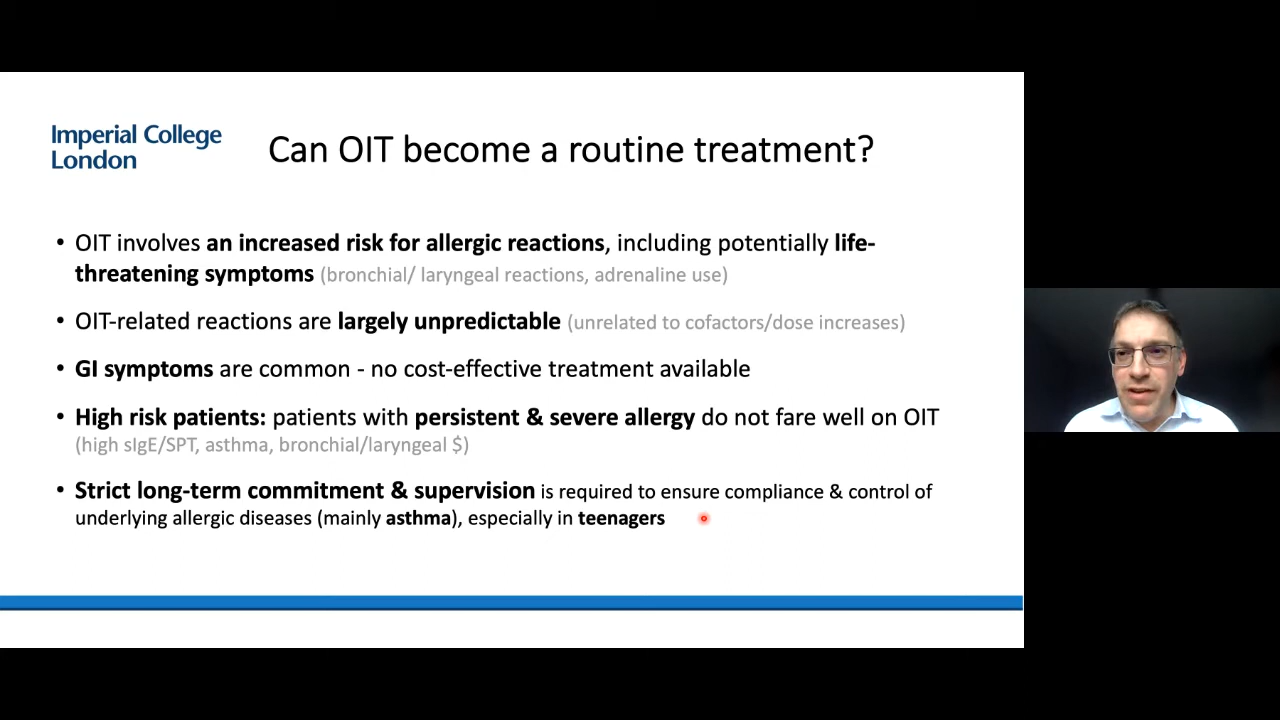 Imperial College
London
Can OIT become a routine treatment?
• OIT involves an increased risk for allergic reactions, including potentially life-
threatening symptoms (bronchial/ laryngeal reactions, adrenaline use)
• OIT-related reactions are largely unpredictable (unrelated to cofactors/dose increases)
• GI symptoms are common - no cost-effective treatment available
• High risk patients: patients with persistent & severe allergy do not fare well on OIT
(high sIgE/SPT, asthma, bronchial/laryngeal $)
• Strict long-term commitment & supervision is required to ensure compliance & control of
underlying allergic diseases (mainly asthma), especially in teenagers